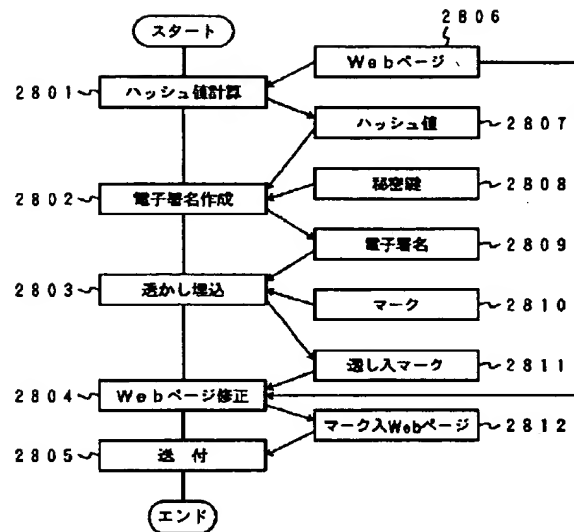 2806
スタート
Webページ
2801
ハッシュ値計算
ハッシュ値
2807
秘密鍵
2808
2802
電子署名作成
電子署名
2809
2803
透かし埋込
マーク
2810
透し入マーク
2811
2804
Webページ修正
マーク入Webページ
2812
2805
送 付
エンド